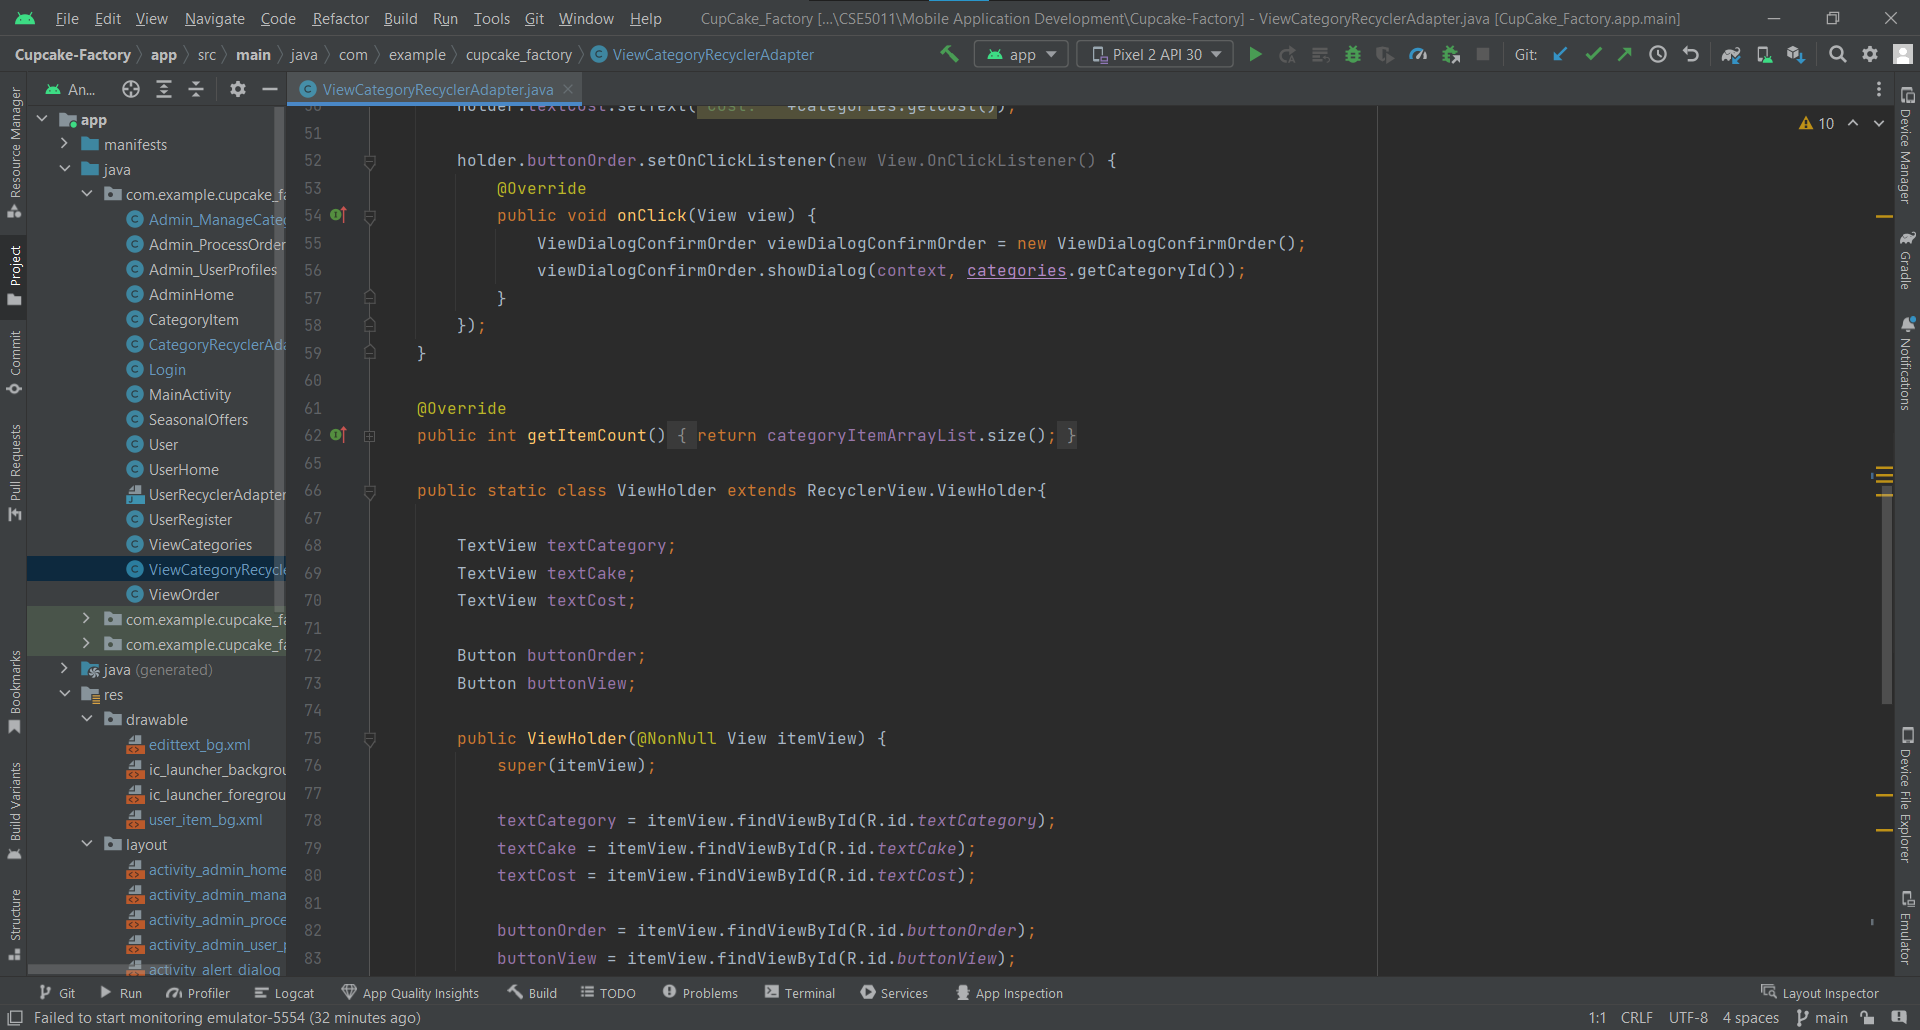 File Edit View Navigate Code Refactor Build Run Tools Git Window Help CupCake_Factory [...\CSE5011\Mobile Application Development\Cupcake-Factory] - ViewCategoryRecyclerAdapter.java [CupCake_Factory.app.main]
Cupcake-Factory app src main java com example cupcake_factory ViewCategoryRecyclerAdapter app Pixel 2 API 30 Git:
An...
ViewCategoryRecyclerAdapter.java
Resource Manager
Project
Commit
Pull Requests
Bookmarks
Build Variants
Structure
app
manifests
java
com.example.cupcake_fa
Admin_ManageCateg
Admin_ProcessOrder
Admin_UserProfiles
AdminHome
CategoryItem
CategoryRecyclerAda
Login
MainActivity
SeasonalOffers
User
UserHome
UserRecyclerAdapter
UserRegister
ViewCategories
ViewCategoryRecycle
ViewOrder
com.example.cupcake_fa
com.example.cupcake_fa
java (generated)
res
drawable
edittext_bg.xml
ic_launcher_backgrou
ic_launcher_foregrou
user_item_bg.xml
layout
activity_admin_home
activity_admin_mana
activity_admin_proce
activity_admin_user_p
activity_alert_dialog
10
50 holder.textCost.setText("Cost: "+categories.getCost());
51
52 holder.buttonOrder.setOnClickListener(new View.OnClickListener() {
53 @Override
54 public void onClick(View view) {
55 ViewDialogConfirmOrder viewDialogConfirmOrder = new ViewDialogConfirmOrder();
56 viewDialogConfirmOrder.showDialog(context, categories.getCategoryId());
57 }
58 });
59 }
60
61 @Override
62 public int getItemCount() { return categoryItemArrayList.size(); }
65
66 public static class ViewHolder extends RecyclerView.ViewHolder{
67
68 TextView textCategory;
69 TextView textCake;
70 TextView textCost;
71
72 Button buttonOrder;
73 Button buttonView;
74
75 public ViewHolder(@NonNull View itemView) {
76 super(itemView);
77
78 textCategory = itemView.findViewById(R.id.textCategory);
79 textCake = itemView.findViewById(R.id.textCake);
80 textCost = itemView.findViewById(R.id.textCost);
81
82 buttonOrder = itemView.findViewById(R.id.buttonOrder);
83 buttonView = itemView.findViewById(R.id.buttonView);
Device Manager
Gradle
Notifications
Device File Explorer
Emulator
Git Run Profiler Logcat App Quality Insights Build TODO Problems Terminal Services App Inspection Layout Inspector
Failed to start monitoring emulator-5554 (32 minutes ago) 1:1 CRLF UTF-8 4 spaces main